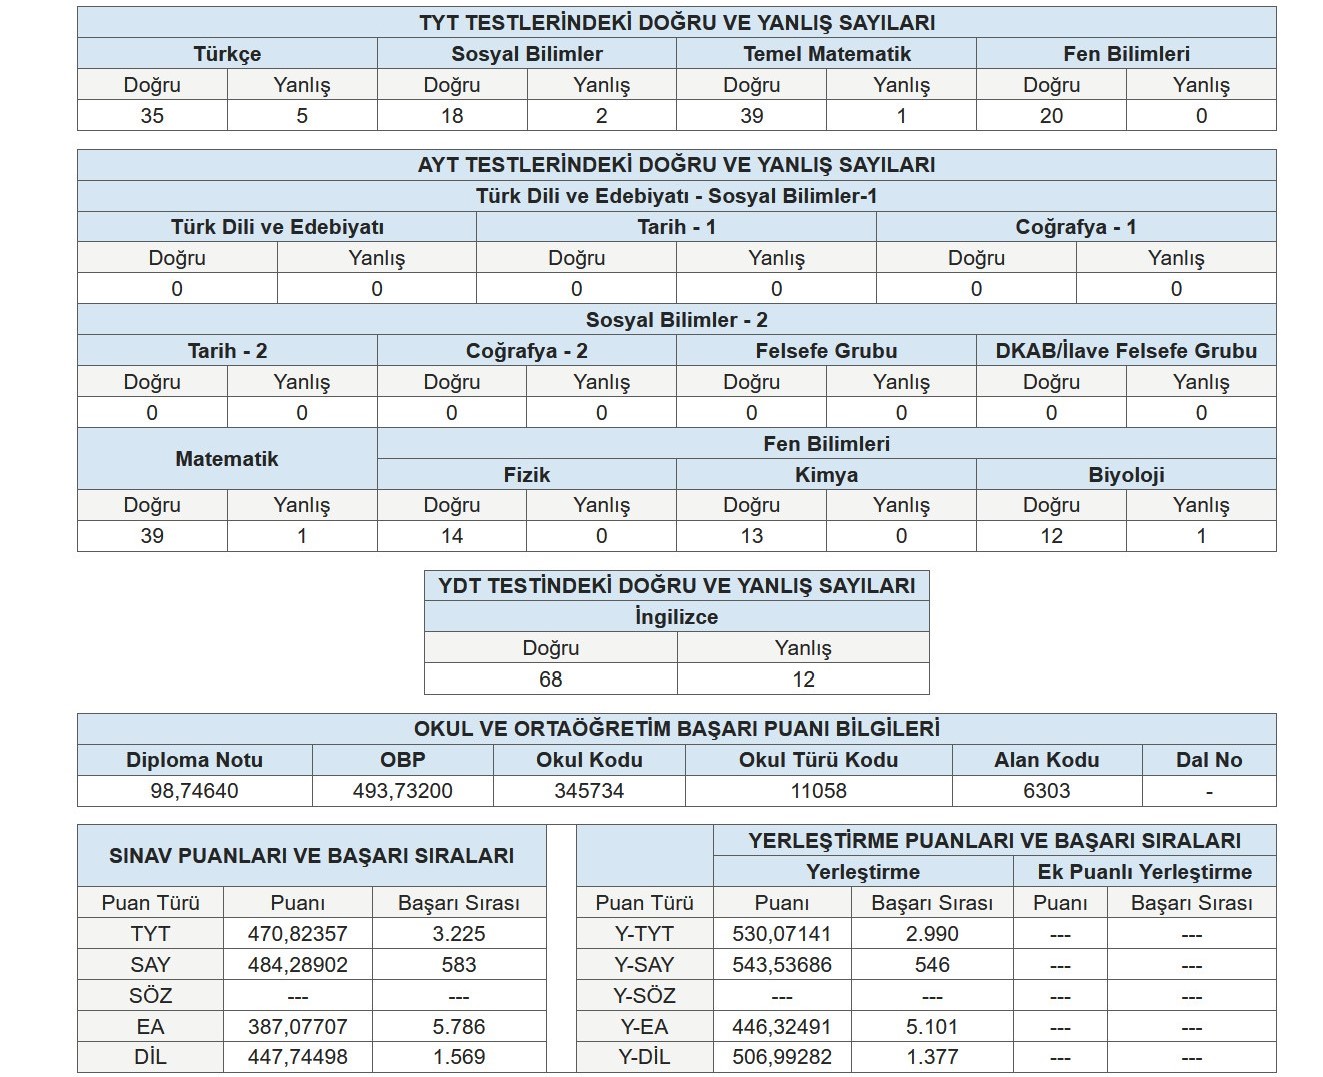 TYT TESTLERİNDEKİ DOĞRU VE YANLIŞ SAYILARI
Türkçe Sosyal Bilimler Temel Matematik Fen Bilimleri
Doğru Yanlış Doğru Yanlış Doğru Yanlış Doğru Yanlış
35 5 18 2 39 1 20 0
AYT TESTLERİNDEKİ DOĞRU VE YANLIŞ SAYILARI
Türk Dili ve Edebiyatı - Sosyal Bilimler-1
Türk Dili ve Edebiyatı Tarih - 1 Coğrafya - 1
Doğru Yanlış Doğru Yanlış Doğru Yanlış
0 0 0 0 0 0
Sosyal Bilimler - 2
Tarih - 2 Coğrafya - 2 Felsefe Grubu DKAB/İlave Felsefe Grubu
Doğru Yanlış Doğru Yanlış Doğru Yanlış Doğru Yanlış
0 0 0 0 0 0 0 0
Matematik Fen Bilimleri
Fizik Kimya Biyoloji
Doğru Yanlış Doğru Yanlış Doğru Yanlış Doğru Yanlış
39 1 14 0 13 0 12 1
YDT TESTİNDEKİ DOĞRU VE YANLIŞ SAYILARI
İngilizce
Doğru Yanlış
68 12
OKUL VE ORTAÖĞRETİM BAŞARI PUANI BİLGİLERİ
Diploma Notu OBP Okul Kodu Okul Türü Kodu Alan Kodu Dal No
98,74640 493,73200 345734 11058 6303 -
SINAV PUANLARI VE BAŞARI SIRALARI
Puan Türü Puanı Başarı Sırası
TYT 470,82357 3.225
SAY 484,28902 583
SÖZ --- ---
EA 387,07707 5.786
DİL 447,74498 1.569
YERLEŞTİRME PUANLARI VE BAŞARI SIRALARI
Yerleştirme Ek Puanlı Yerleştirme
Puan Türü Puanı Başarı Sırası Puanı Başarı Sırası
Y-TYT 530,07141 2.990 --- ---
Y-SAY 543,53686 546 --- ---
Y-SÖZ --- --- --- ---
Y-EA 446,32491 5.101 --- ---
Y-DİL 506,99282 1.377 --- ---